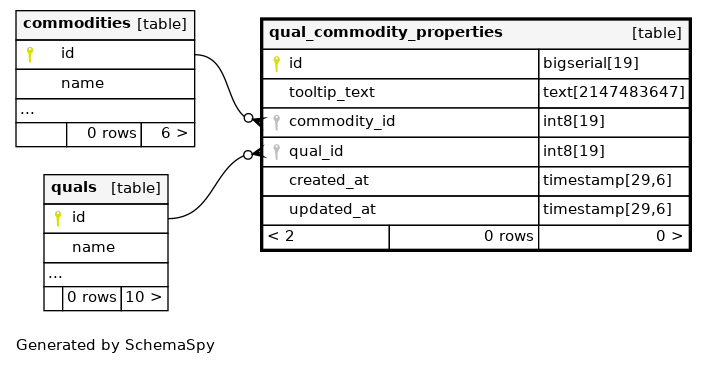 commodities [table]
id
name
...
0 rows 6 >
quals [table]
id
name
...
0 rows 10 >
qual_commodity_properties [table]
id bigserial[19]
tooltip_text text[2147483647]
commodity_id int8[19]
qual_id int8[19]
created_at timestamp[29,6]
updated_at timestamp[29,6]
< 2 0 rows 0 >
Generated by SchemaSpy